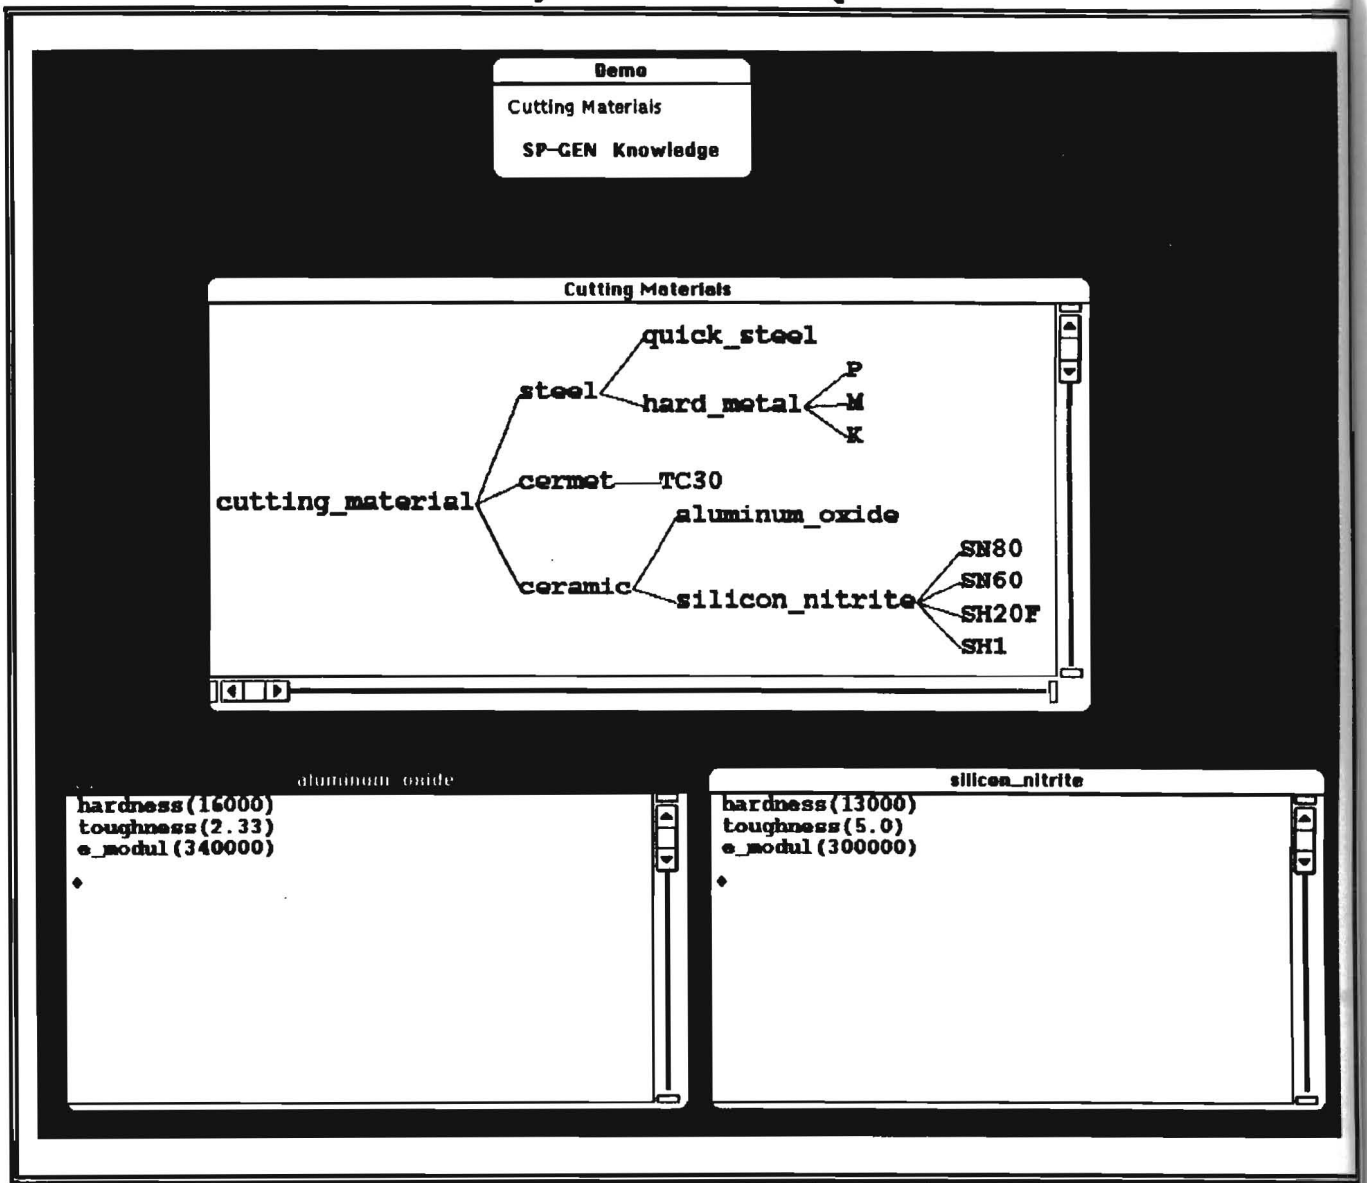 Demo
Cutting Materials
SP-GEN Knowledge
Cutting Materials
quick_steel
steel
hard_metal
P
M
K
cutting_material
cermet
TC30
aluminum_oxide
ceramic
silicon_nitrite
SN80
SN60
SH20F
SH1
aluminum oxide
hardness(16000)
toughness(2.33)
e_modul(340000)
silicon_nitrite
hardness(13000)
toughness(5.0)
e_modul(300000)